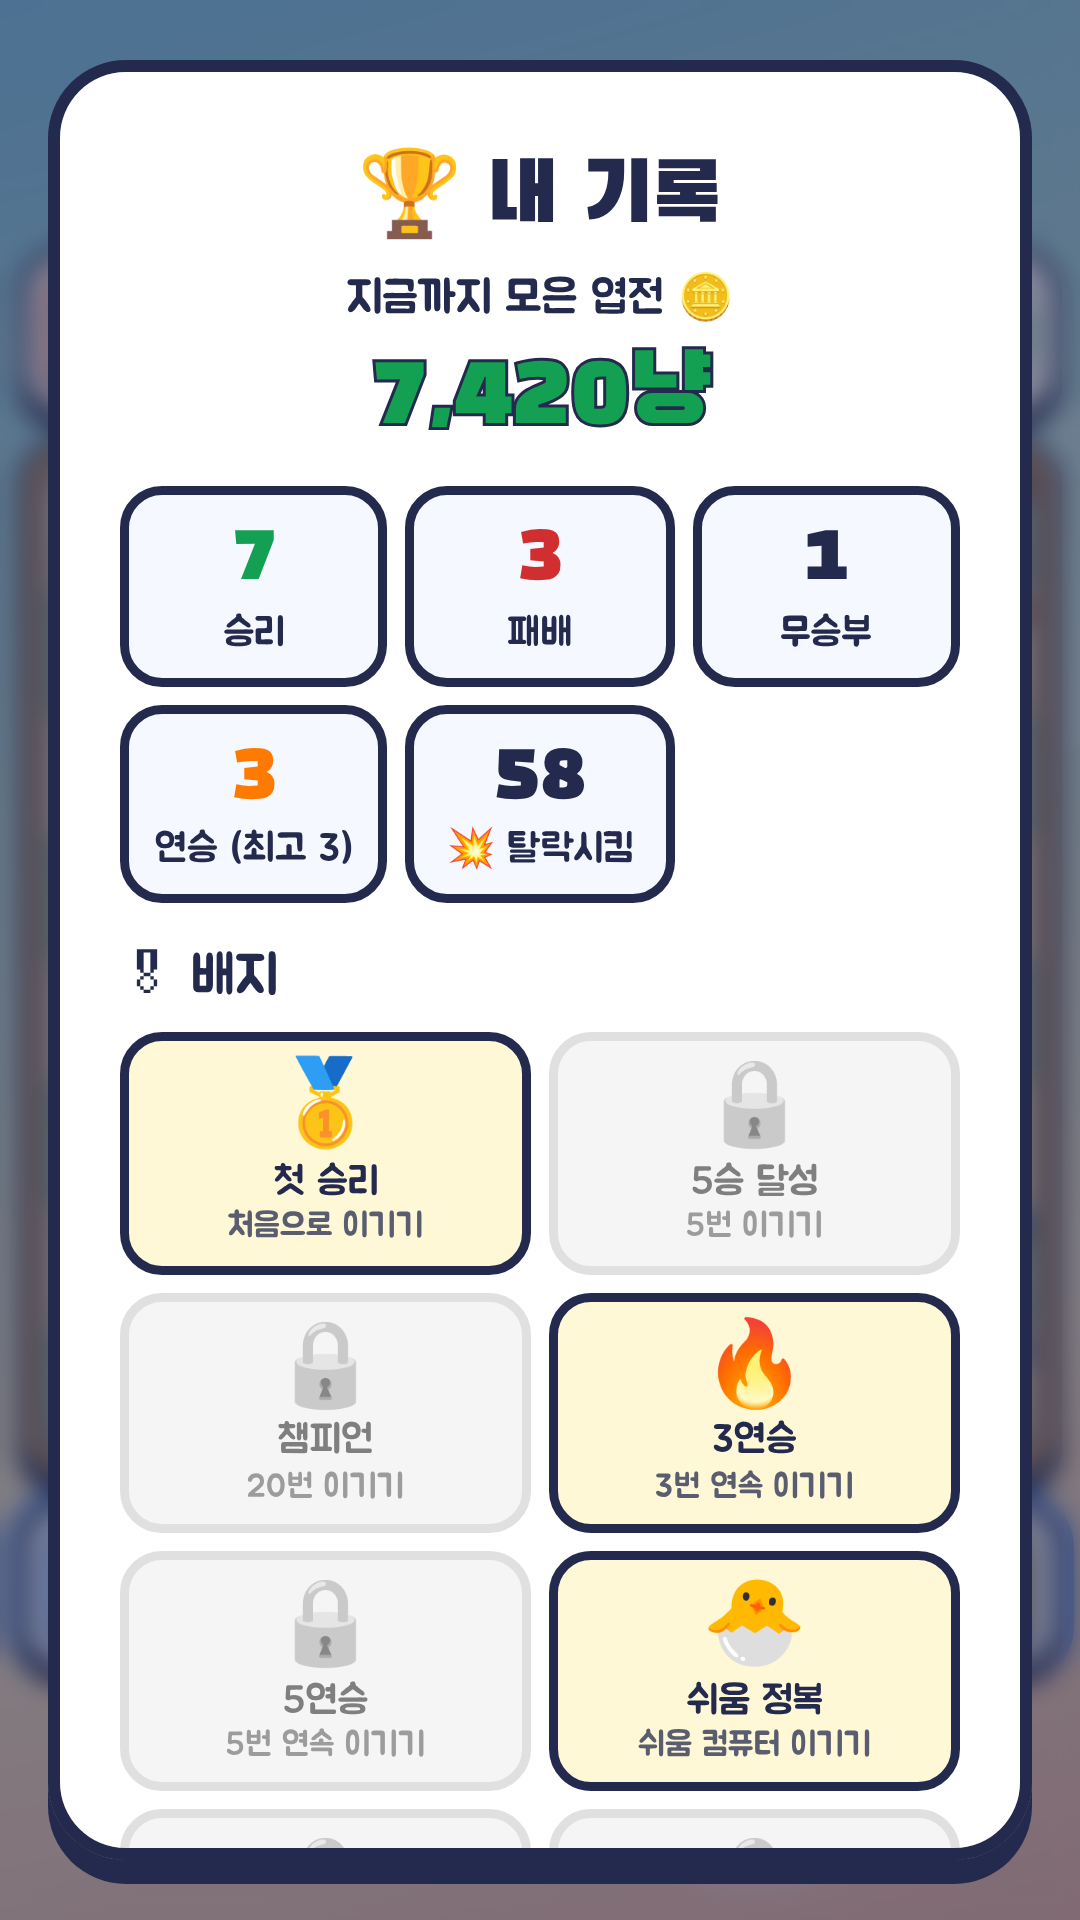 🏆 내 기록
지금까지 모은 엽전 🪙
7,420냥
7
승리
3
패배
1
무승부
3
연승 (최고 3)
58
💥 탈락시킴
🎖 배지
첫 승리
처음으로 이기기
5승 달성
5번 이기기
챔피언
20번 이기기
3연승
3번 연속 이기기
5연승
5번 연속 이기기
쉬움 정복
쉬움 컴퓨터 이기기